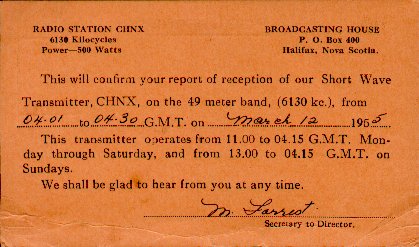 RADIO STATION CHNX
6130 Kilocycles
Power—500 Watts
BROADCASTING HOUSE
P. O. Box 400
Halifax, Nova Scotia.
This will confirm your report of reception of our Short Wave
Transmitter, CHNX, on the 49 meter band, (6130 kc.), from
04-01 to 04-30 G.M.T. on March 12 1955
This transmitter operates from 11.00 to 04.15 G.M.T. Mon-
day through Saturday, and from 13.00 to 04.15 G.M.T. on
Sundays.
We shall be glad to hear from you at any time.
M. Forrest
Secretary to Director.